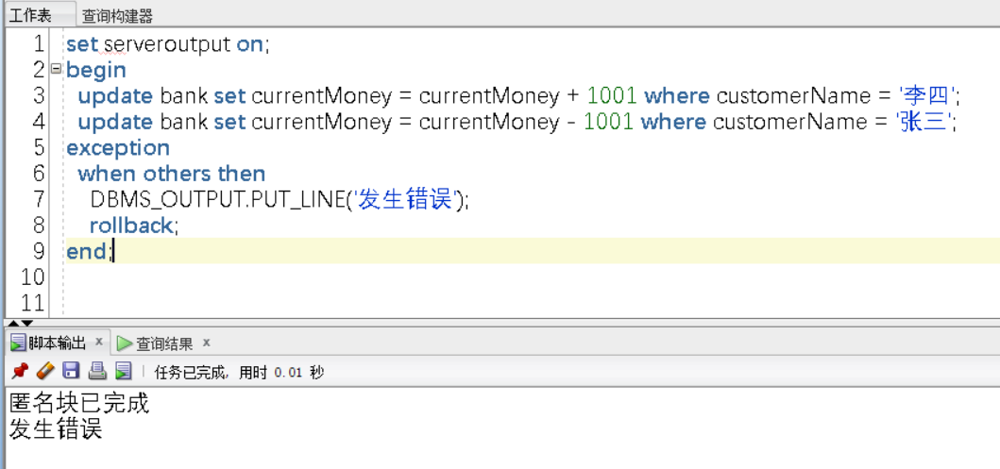 工作表 查询构建器
1 set serveroutput on;
2 begin
3 update bank set currentMoney = currentMoney + 1001 where customerName = '李四';
4 update bank set currentMoney = currentMoney - 1001 where customerName = '张三';
5 exception
6 when others then
7 DBMS_OUTPUT.PUT_LINE('发生错误');
8 rollback;
9 end;
10
11
脚本输出 x 查询结果 x
任务已完成, 用时 0.01 秒
匿名块已完成
发生错误